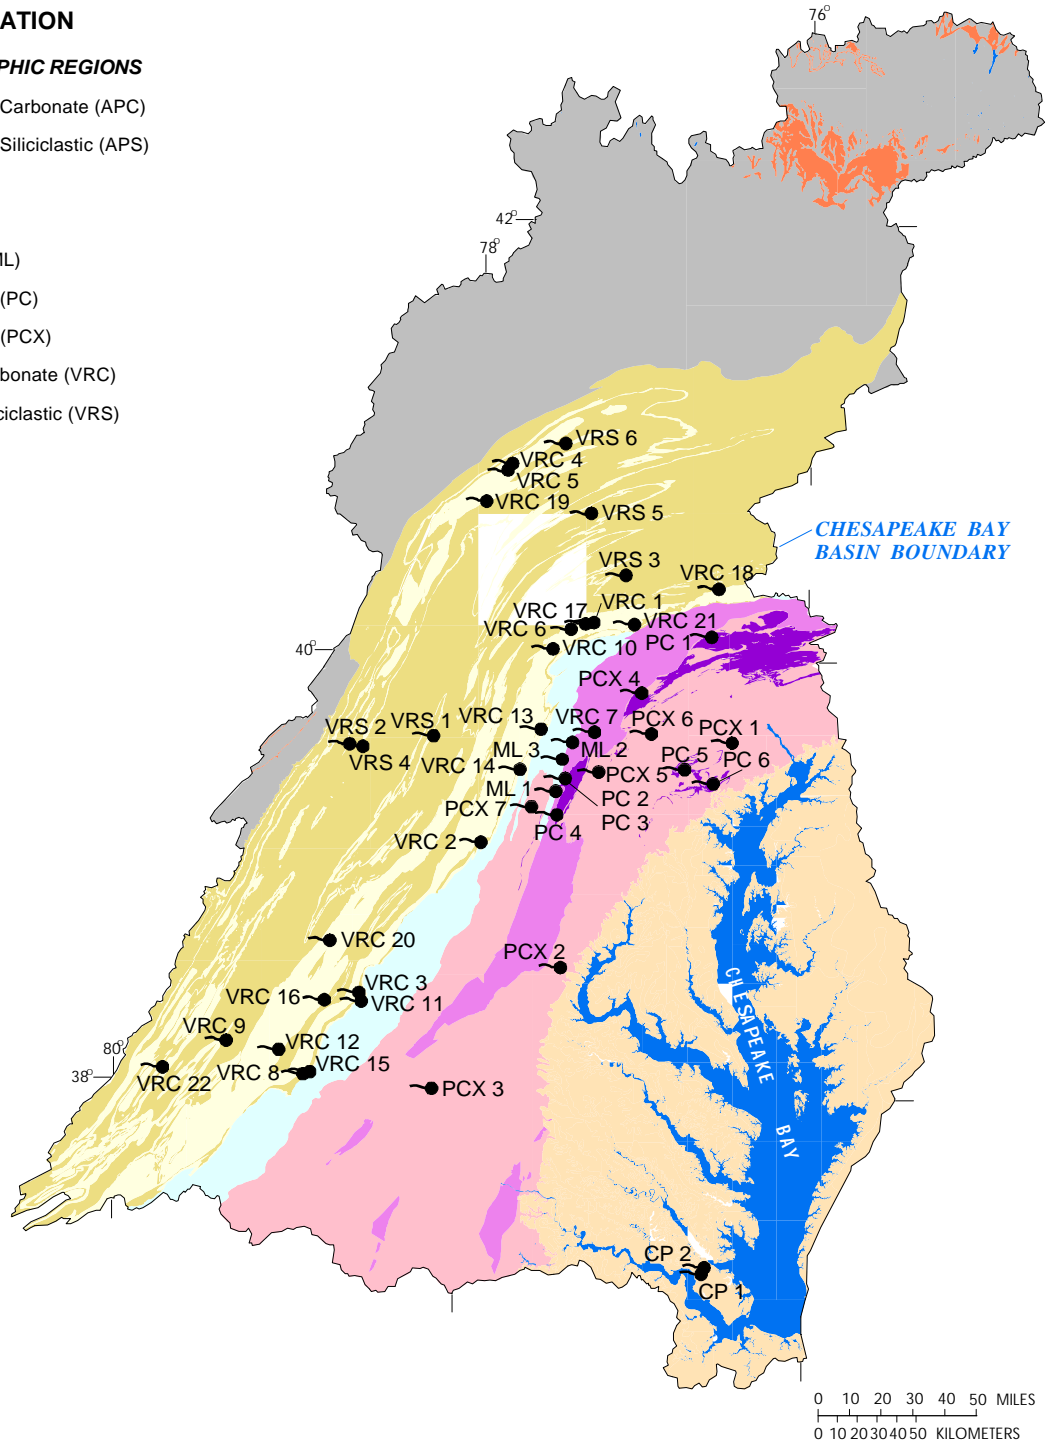 ATION
PHIC REGIONS
Carbonate (APC)
Siliciclastic (APS)
ML)
(PC)
(PCX)
bonate (VRC)
ciclastic (VRS)
76°
42°
78°
VRS 6
VRC 4
VRC 5
VRC 19
VRS 5
CHESAPEAKE BAY
BASIN BOUNDARY
VRS 3
VRC 18
VRC 17
VRC 1
VRC 6
VRC 21
PC 1
40°
VRC 10
PCX 4
VRS 2
VRS 1
VRC 13
VRC 7
PCX 6
PCX 1
VRS 4
ML 3
ML 2
PC 5
PC 6
VRC 14
PCX 5
ML 1
PC 2
PCX 7
PC 3
PC 4
VRC 2
VRC 20
PCX 2
VRC 3
VRC 16
VRC 11
CHESAPEAKE
BAY
VRC 9
VRC 12
80°
38°
VRC 22
VRC 8
VRC 15
PCX 3
CP 2
CP 1
0 10 20 30 40 50 MILES
0 10 20 30 40 50 KILOMETERS